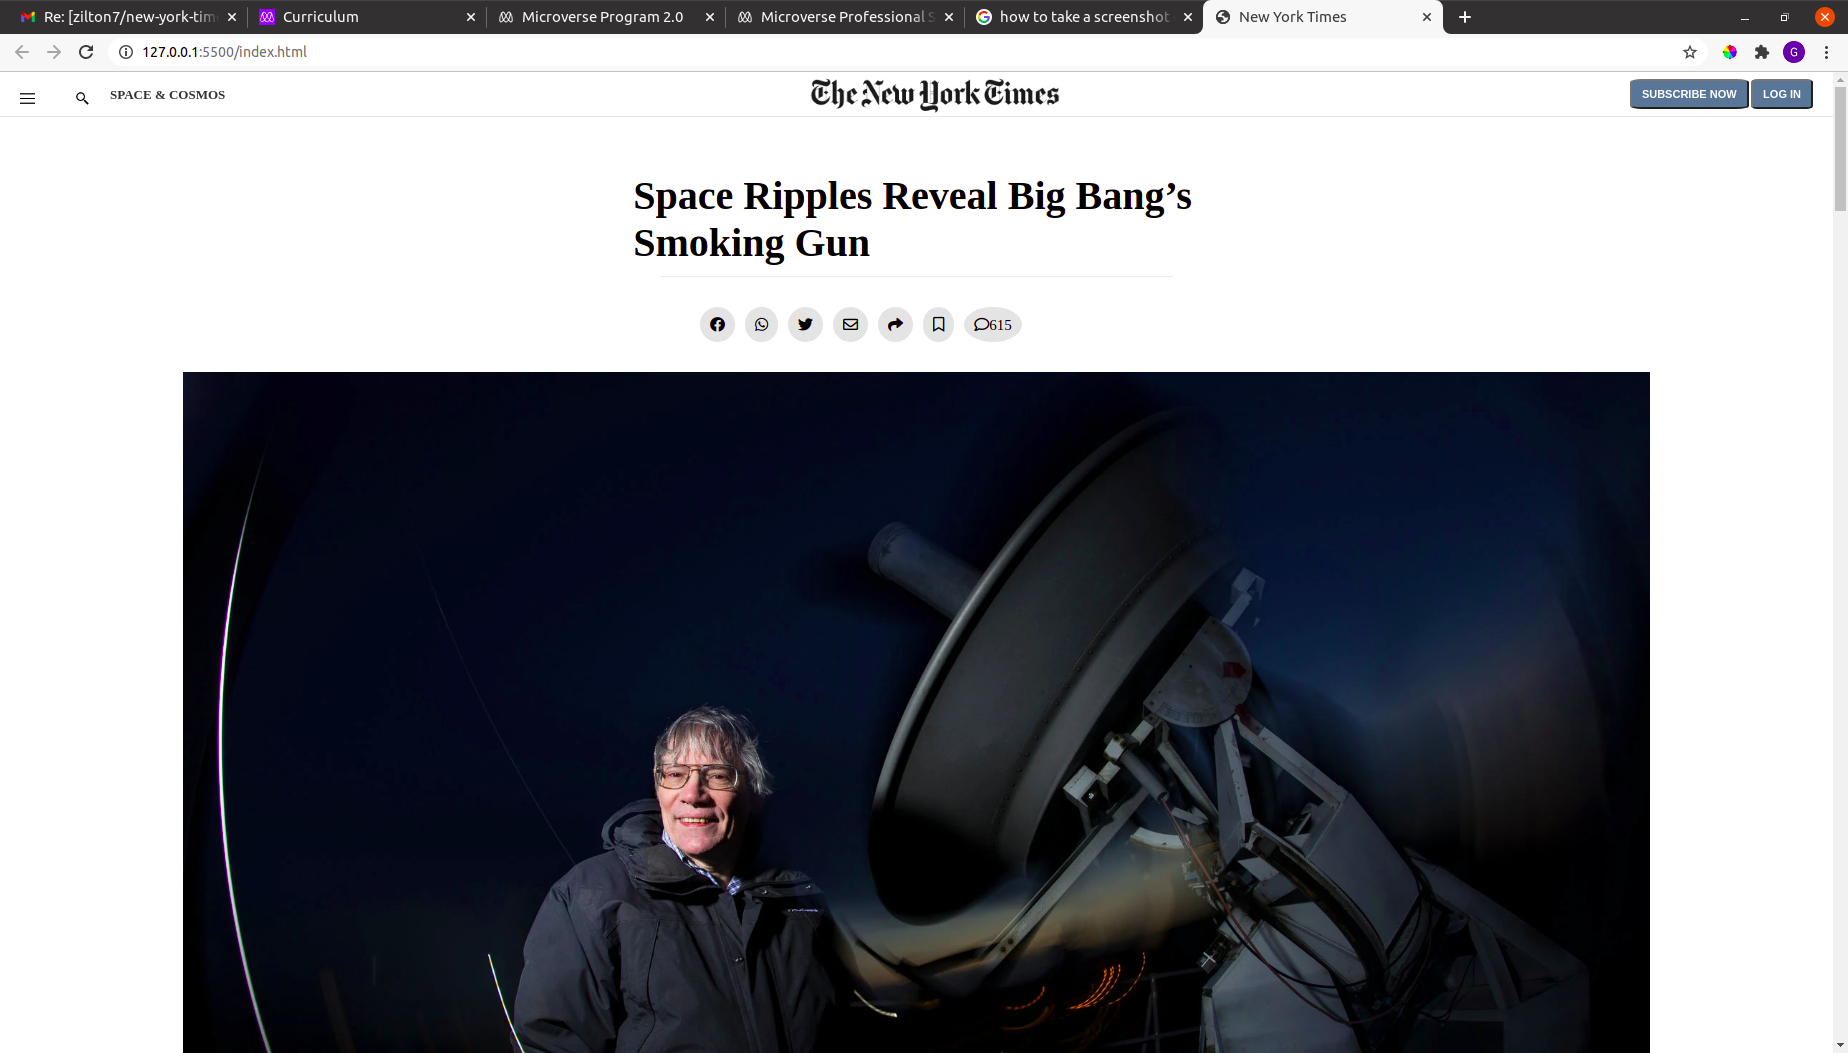 Re: [zilton7/new-york-tim
Curriculum
Microverse Program 2.0
Microverse Professional S
how to take a screenshot
New York Times
127.0.0.1:5500/index.html
G
SPACE & COSMOS
The New York Times
SUBSCRIBE NOW
LOG IN
Space Ripples Reveal Big Bang’s
Smoking Gun
615